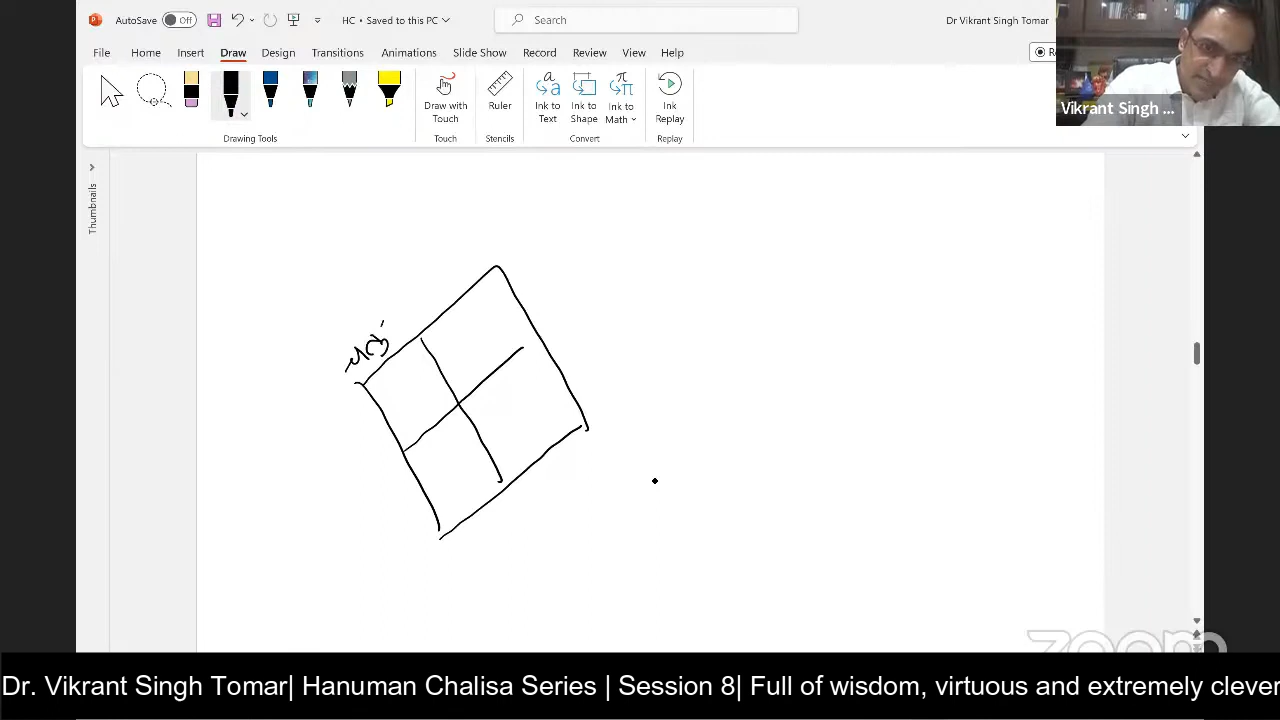 AutoSave Off HC • Saved to this PC Search Dr Vikrant Singh Tomar
File Home Insert Draw Design Transitions Animations Slide Show Record Review View Help
Draw with Touch
Ruler
Ink to Text
Ink to Shape
Ink to Math
Ink Replay
Drawing Tools Touch Stencils Convert Replay
Vikrant Singh ...
Thumbnails
zoom
Dr. Vikrant Singh Tomar| Hanuman Chalisa Series | Session 8| Full of wisdom, virtuous and extremely clever